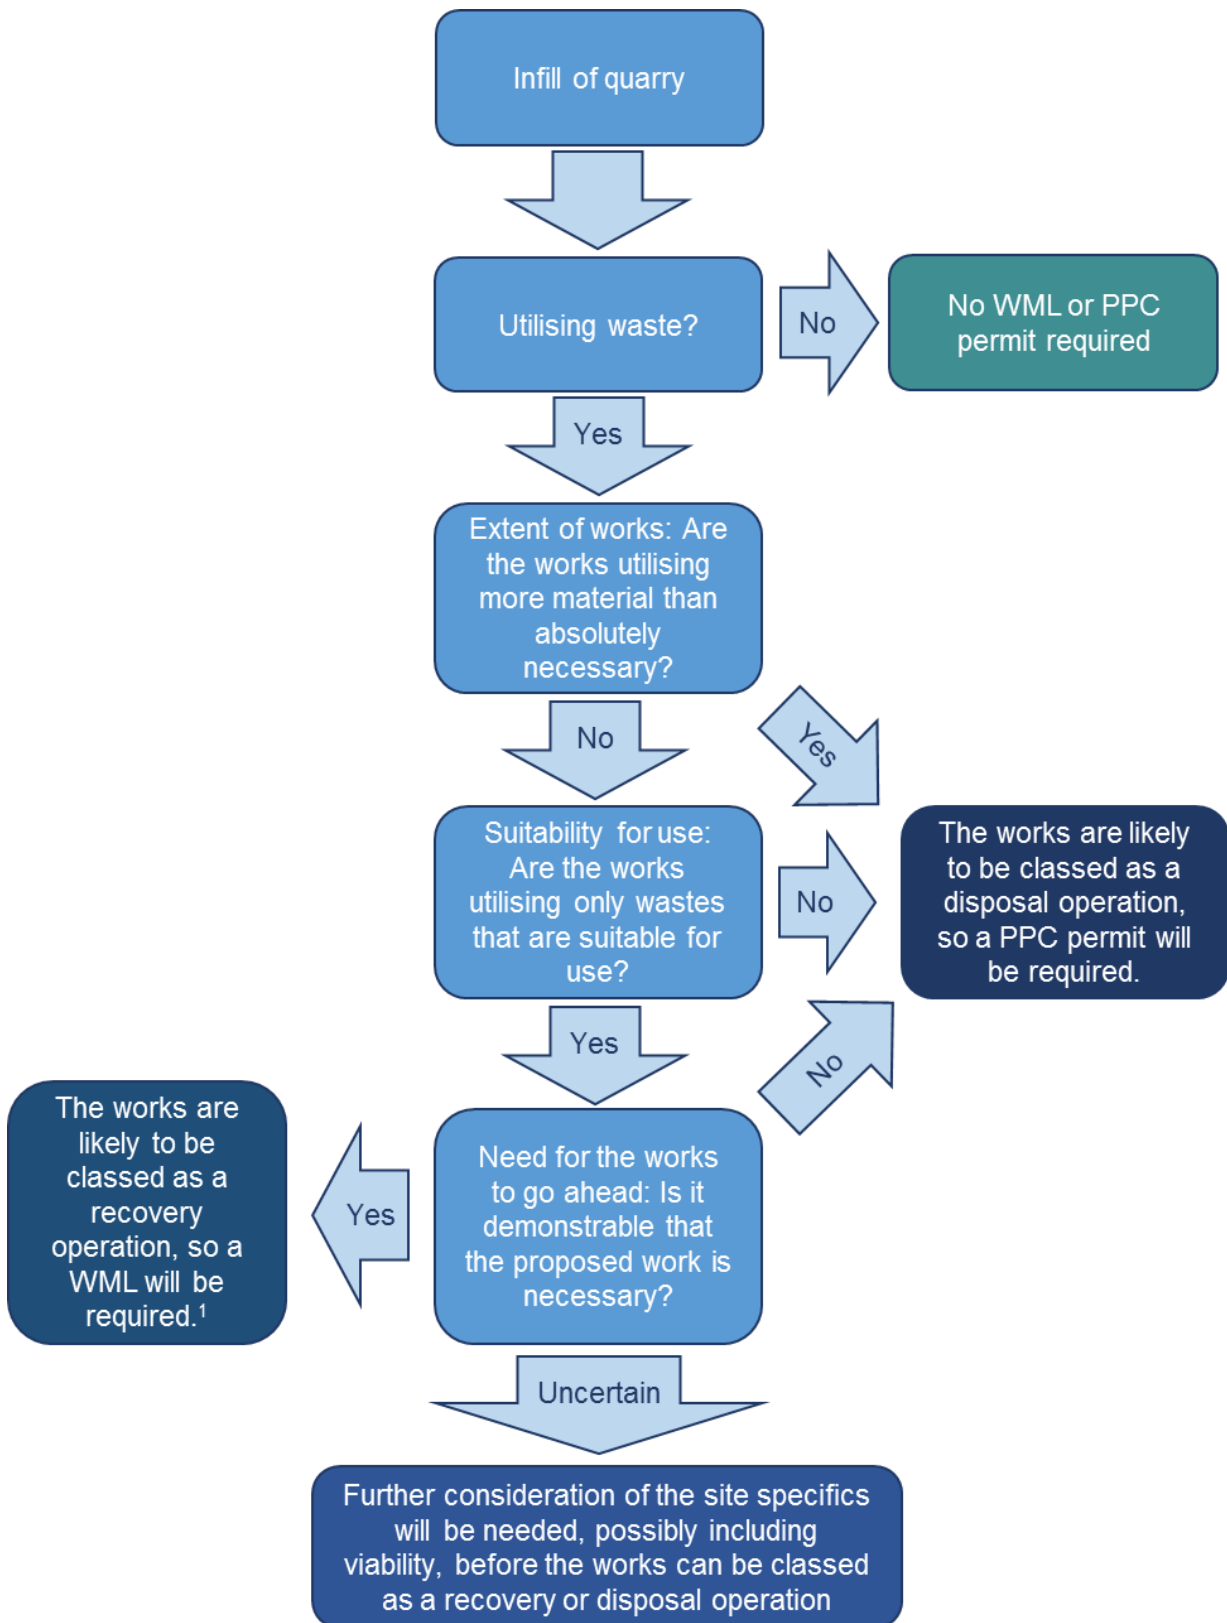 Infill of quarry
Utilising waste?
No
No WML or PPC
permit required
Yes
Extent of works: Are
the works utilising
more material than
absolutely
necessary?
No
Yes
Suitability for use:
Are the works
utilising only wastes
that are suitable for
use?
No
The works are likely
to be classed as a
disposal operation,
so a PPC permit will
be required.
Yes
No
Need for the works
to go ahead: Is it
demonstrable that
the proposed work is
necessary?
Yes
The works are
likely to be
classed as a
recovery
operation, so a
WML will be
required.¹
Uncertain
Further consideration of the site specifics
will be needed, possibly including
viability, before the works can be classed
as a recovery or disposal operation